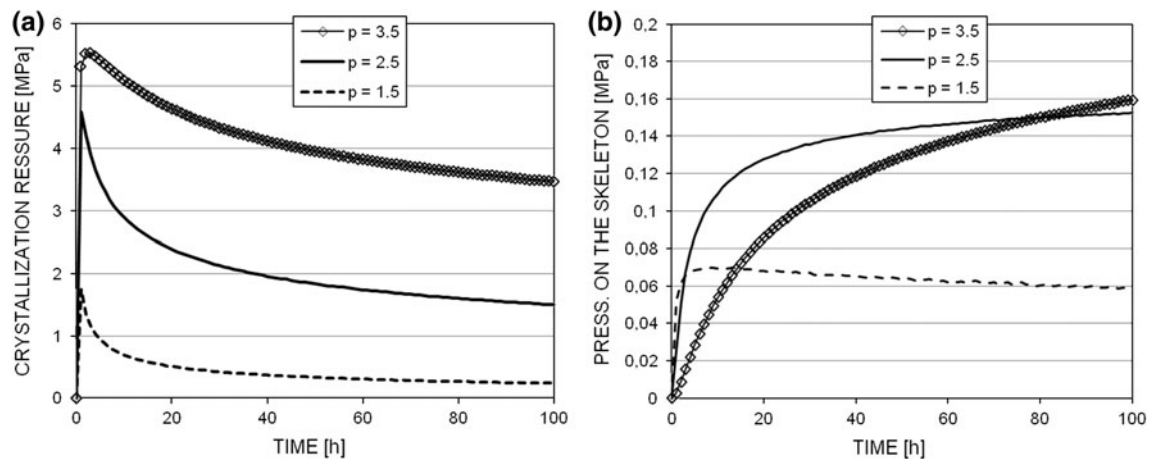 (a)
CRYSTALLIZATION RESSURE [MPa]
6
5
4
3
2
1
0
0 20 40 60 80 100
TIME [h]
p = 3.5
p = 2.5
p = 1.5
(b)
PRESS. ON THE SKELETON [MPa]
0,2
0,18
0,16
0,14
0,12
0,1
0,08
0,06
0,04
0,02
0
0 20 40 60 80 100
TIME [h]
p = 3.5
p = 2.5
p = 1.5